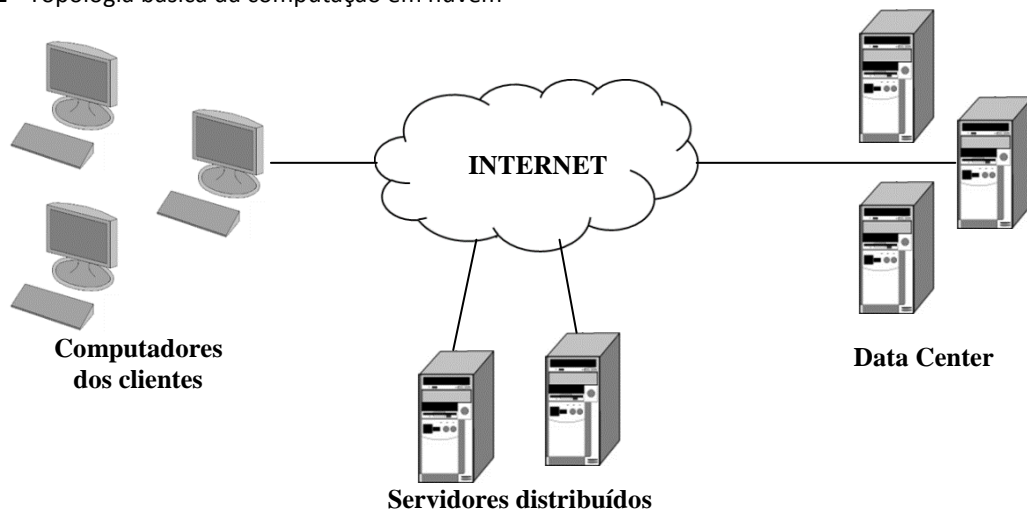 Topologia básica da computação em nuvem
INTERNET
Computadores
dos clientes
Data Center
Servidores distribuídos